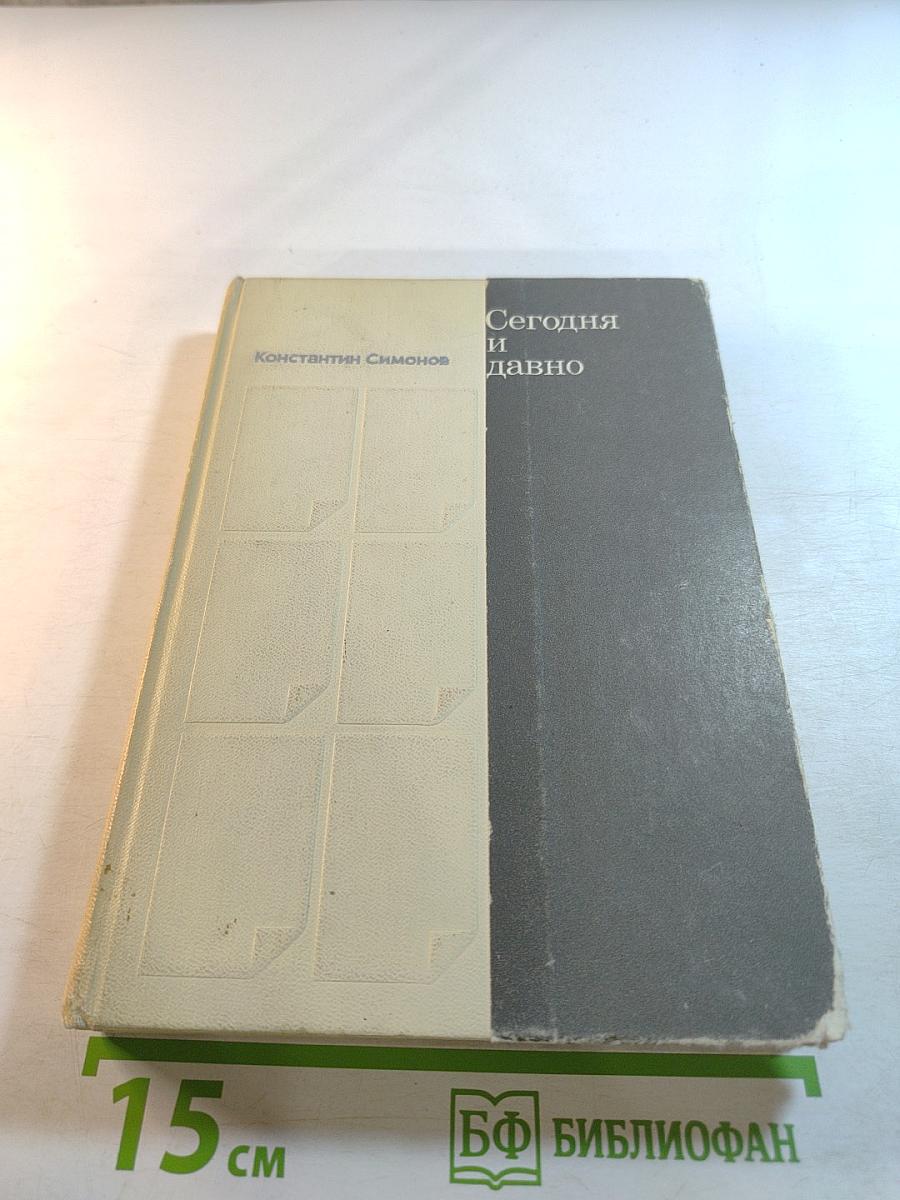 Константин Симонов
Сегодня
и
давно
15 см
БФ БИБЛИОФАН